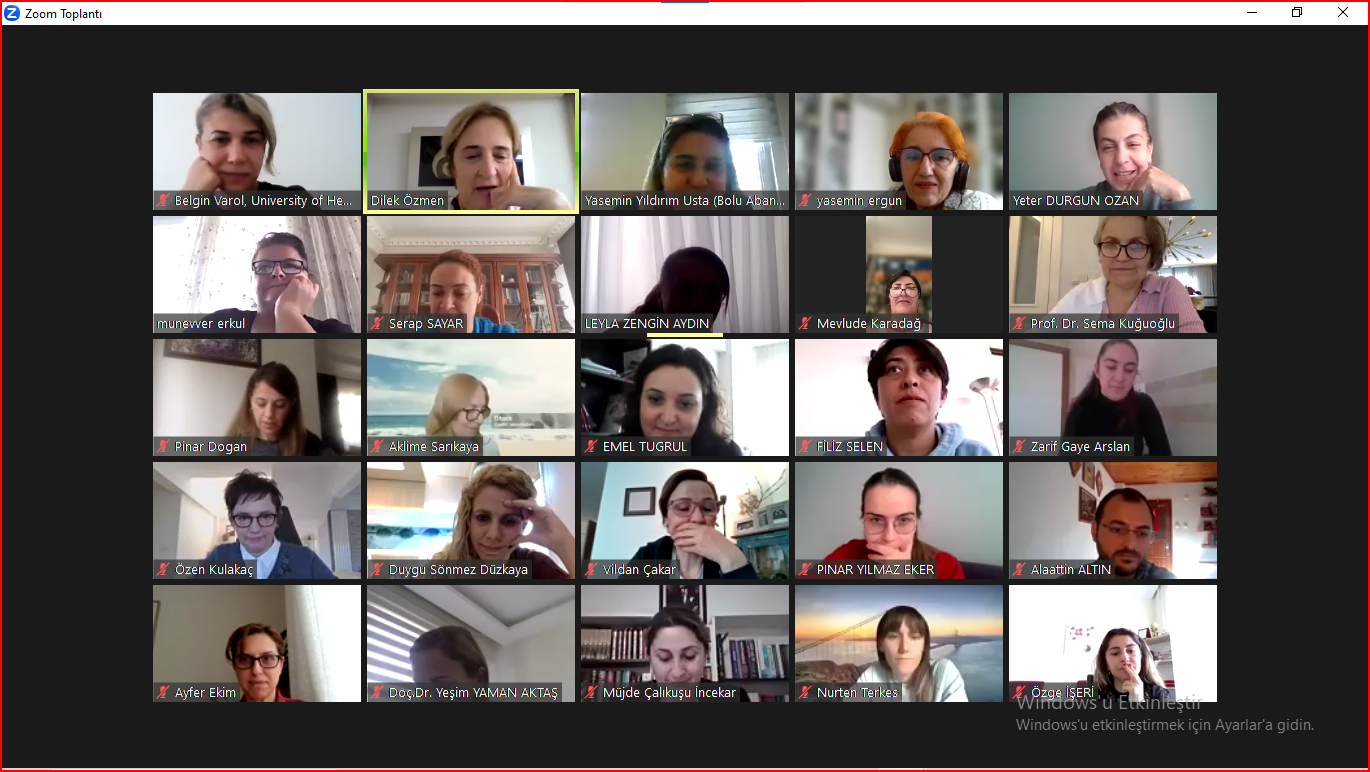 Zoom Toplantı
Belgin Varol, University of He...
Dilek Özmen
Yasemin Yıldırım Usta (Bolu Aban...
yasemin ergun
Yeter DURGUN OZAN
munevver erkul
Serap SAYAR
LEYLA ZENGİN AYDIN
Mevlude Karadağ
Prof. Dr. Sema Kuğuoğlu
Pinar Dogan
Aklime Sarıkaya
EMEL TUGRUL
FİLİZ SELEN
Zarif Gaye Arslan
Özen Kulakaç
Duygu Sönmez Düzkaya
Vildan Çakar
PINAR YILMAZ EKER
Alaattin ALTIN
Ayfer Ekim
Doç.Dr. Yeşim YAMAN AKTAŞ
Müjde Çalıkuşu İncekar
Nurten Terkes
Özge İŞERİ
Windows'u Etkinleştir
Windows'u etkinleştirmek için Ayarlar'a gidin.